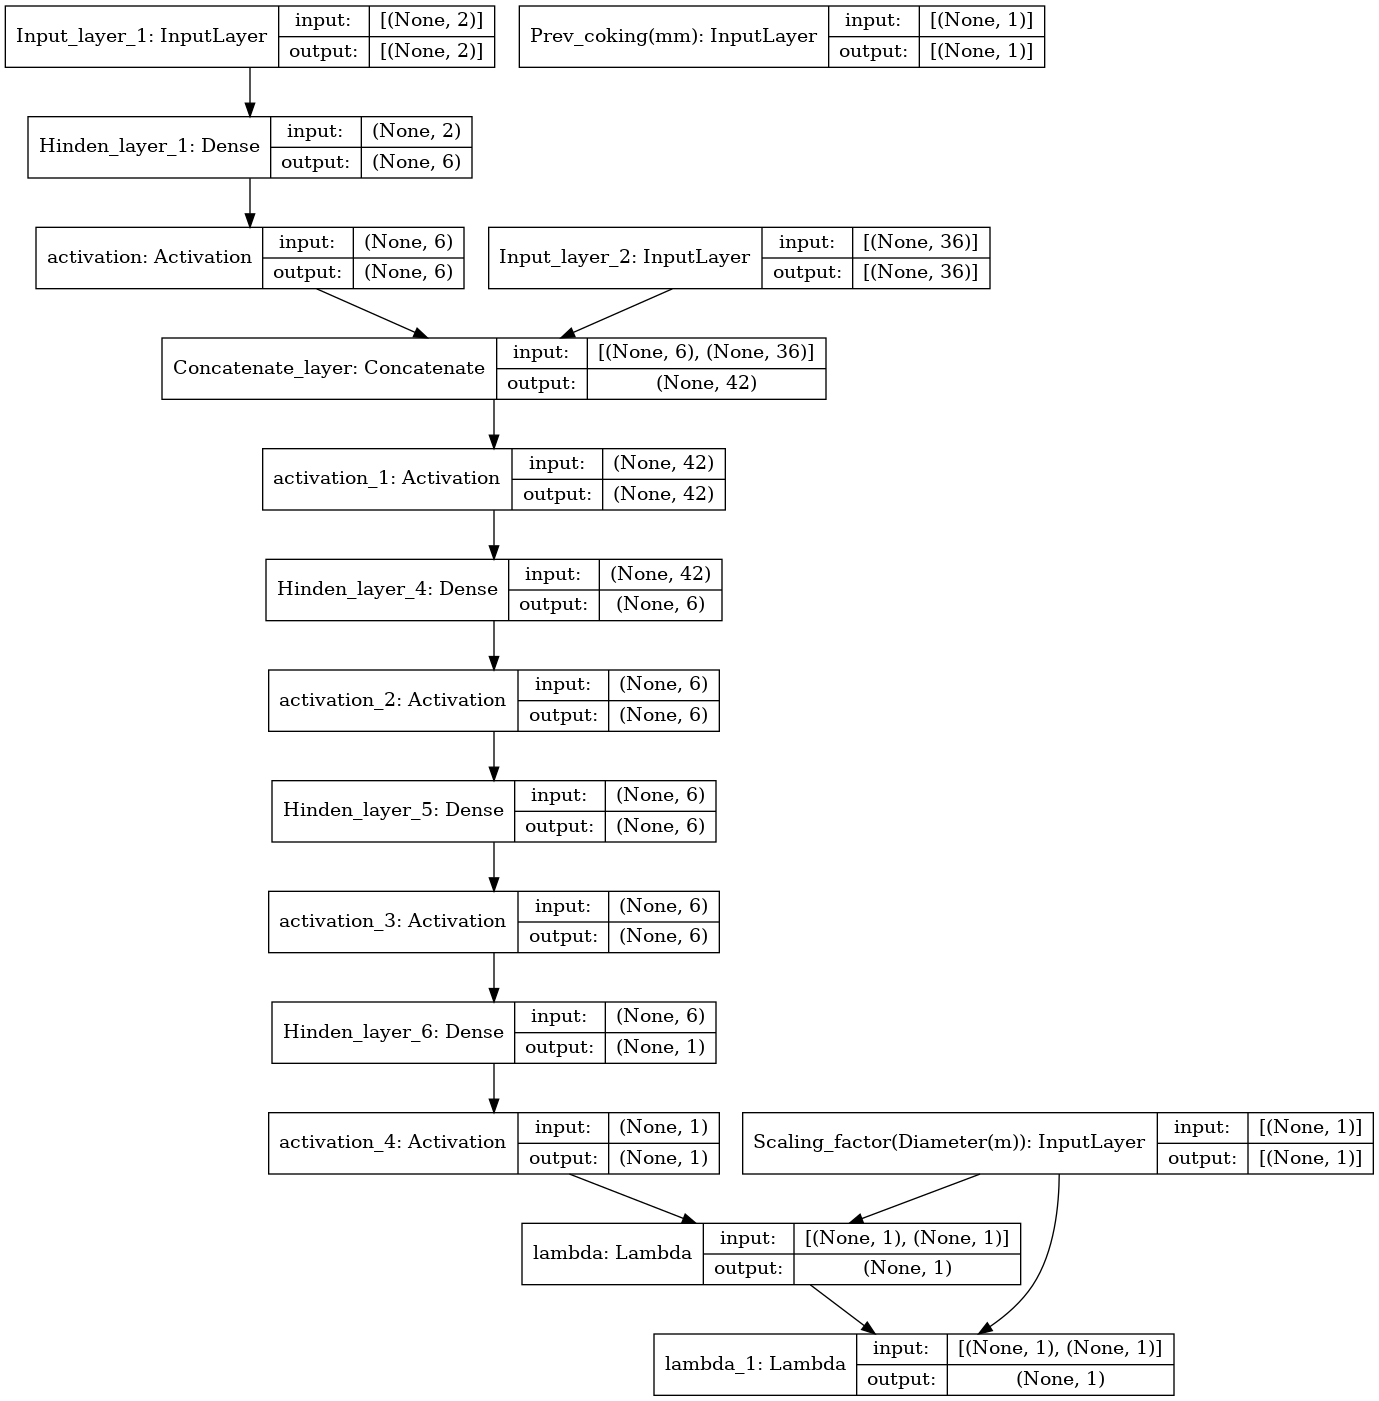 Input_layer_1: InputLayer
input:
[(None, 2)]
output:
[(None, 2)]
Prev_coking(mm): InputLayer
input:
[(None, 1)]
output:
[(None, 1)]
Hinden_layer_1: Dense
input:
(None, 2)
output:
(None, 6)
activation: Activation
input:
(None, 6)
output:
(None, 6)
Input_layer_2: InputLayer
input:
[(None, 36)]
output:
[(None, 36)]
Concatenate_layer: Concatenate
input:
[(None, 6), (None, 36)]
output:
(None, 42)
activation_1: Activation
input:
(None, 42)
output:
(None, 42)
Hinden_layer_4: Dense
input:
(None, 42)
output:
(None, 6)
activation_2: Activation
input:
(None, 6)
output:
(None, 6)
Hinden_layer_5: Dense
input:
(None, 6)
output:
(None, 6)
activation_3: Activation
input:
(None, 6)
output:
(None, 6)
Hinden_layer_6: Dense
input:
(None, 6)
output:
(None, 1)
activation_4: Activation
input:
(None, 1)
output:
(None, 1)
Scaling_factor(Diameter(m)): InputLayer
input:
[(None, 1)]
output:
[(None, 1)]
lambda: Lambda
input:
[(None, 1), (None, 1)]
output:
(None, 1)
lambda_1: Lambda
input:
[(None, 1), (None, 1)]
output:
(None, 1)